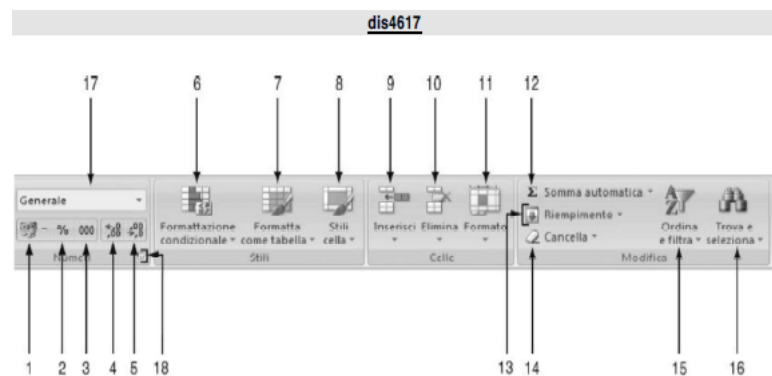 dis4617
17 6 7 8 9 10 11 12
Generale
% 000
Formattazione condizionale
Formatta come tabella
Stili cella
Inserisci
Elimina
Formato
Σ Somma automatica
Riempimento
Cancella
Ordina e filtra
Trova e seleziona
Numeri
Stili
Celle
Modifica
1 2 3 4 5 18 13 14 15 16